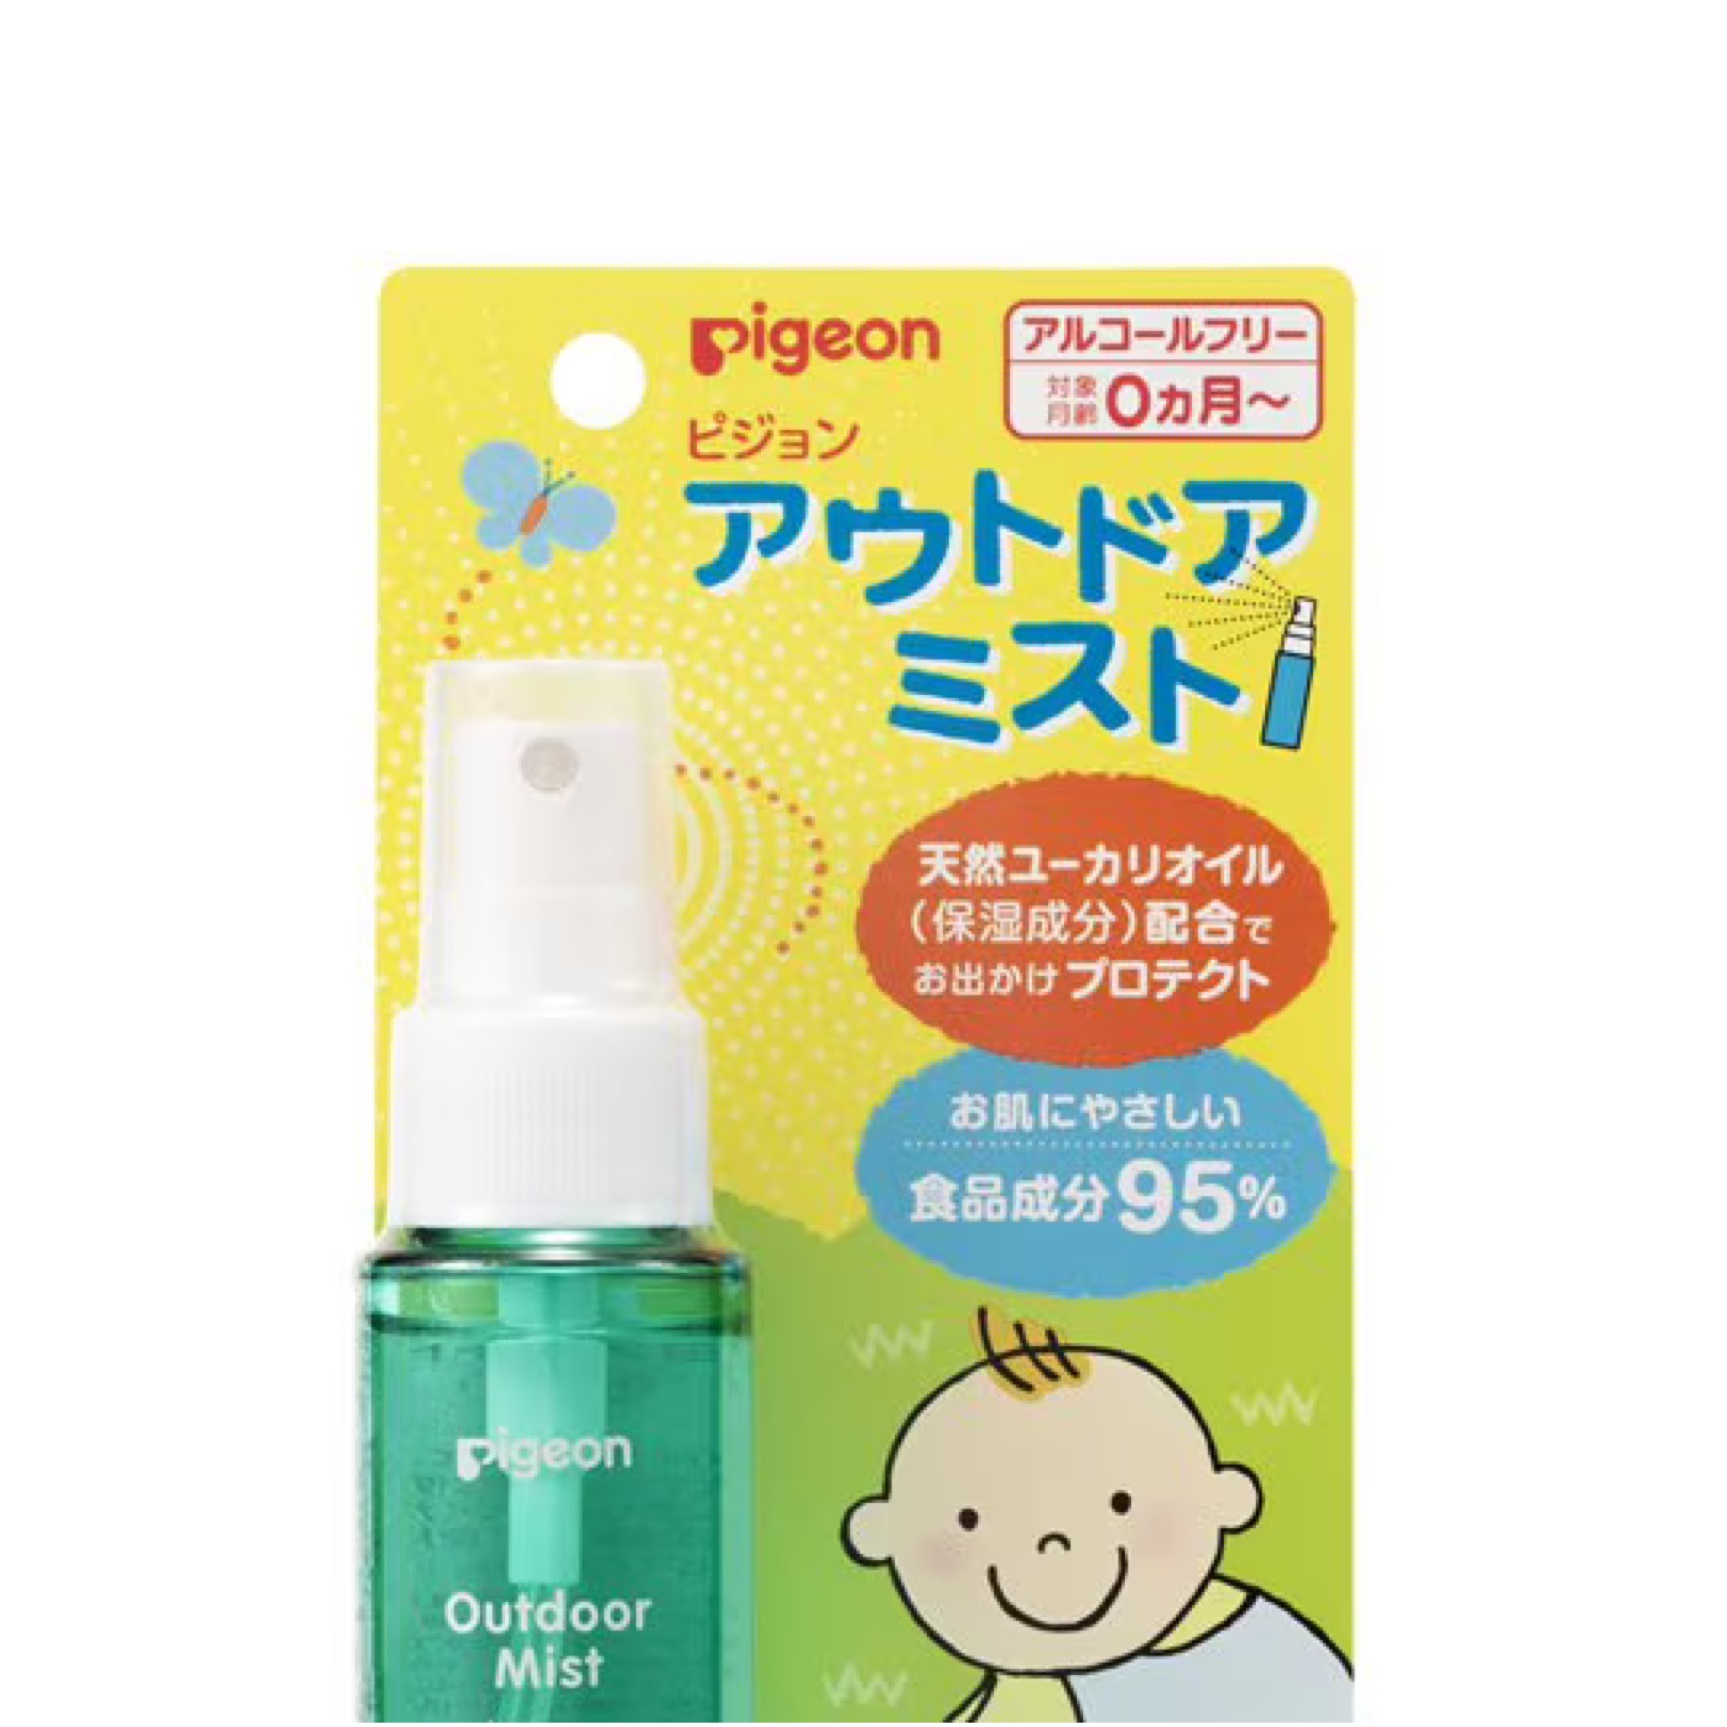 pigeon
アルコールフリー
対象月齢 0ヵ月〜
ピジョン
アウトドア
ミスト
天然ユーカリオイル
(保湿成分)配合で
お出かけプロテクト
お肌にやさしい
食品成分95%
pigeon
Outdoor
Mist